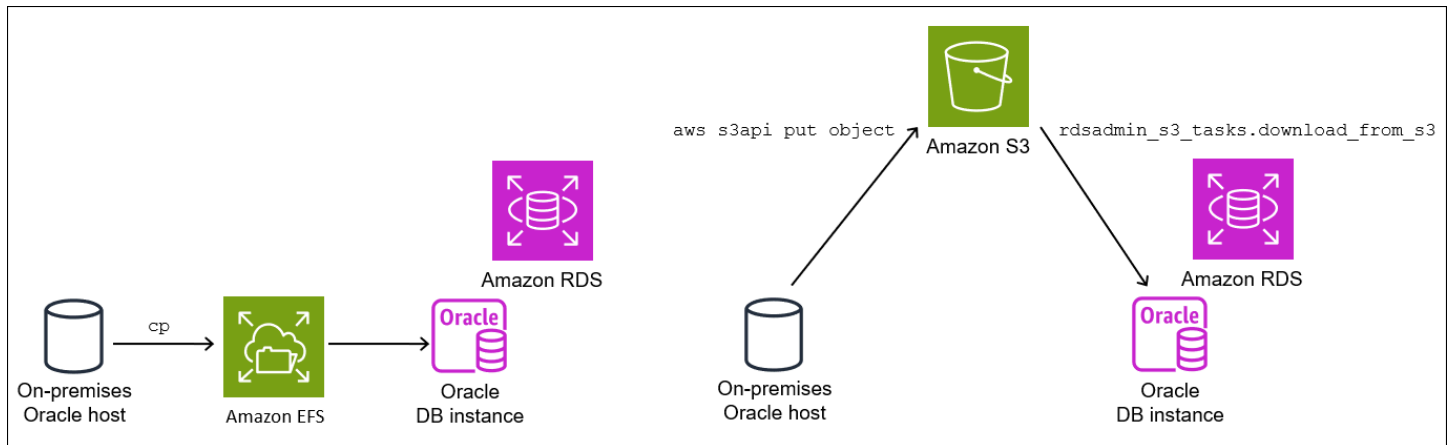 Amazon RDS
Oracle
cp
On-premises
Oracle host
Amazon EFS
Oracle
DB instance
Amazon S3
aws s3api put object
rdsadmin_s3_tasks.download_from_s3
Amazon RDS
Oracle
On-premises
Oracle host
Oracle
DB instance